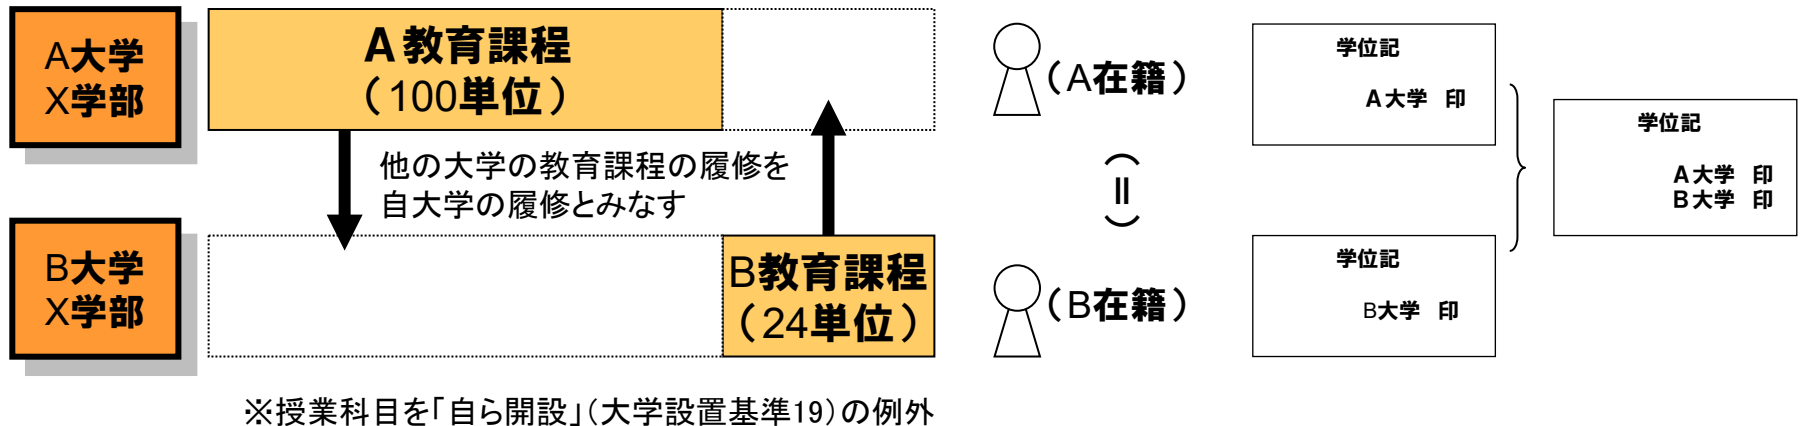 A大学
X学部
A教育課程
（100単位）
他の大学の教育課程の履修を
自大学の履修とみなす
B大学
X学部
B教育課程
（24単位）
※授業科目を「自ら開設」（大学設置基準19）の例外
（A在籍）
（＝）
（B在籍）
学位記
A大学 印
学位記
B大学 印
学位記
A大学 印
B大学 印